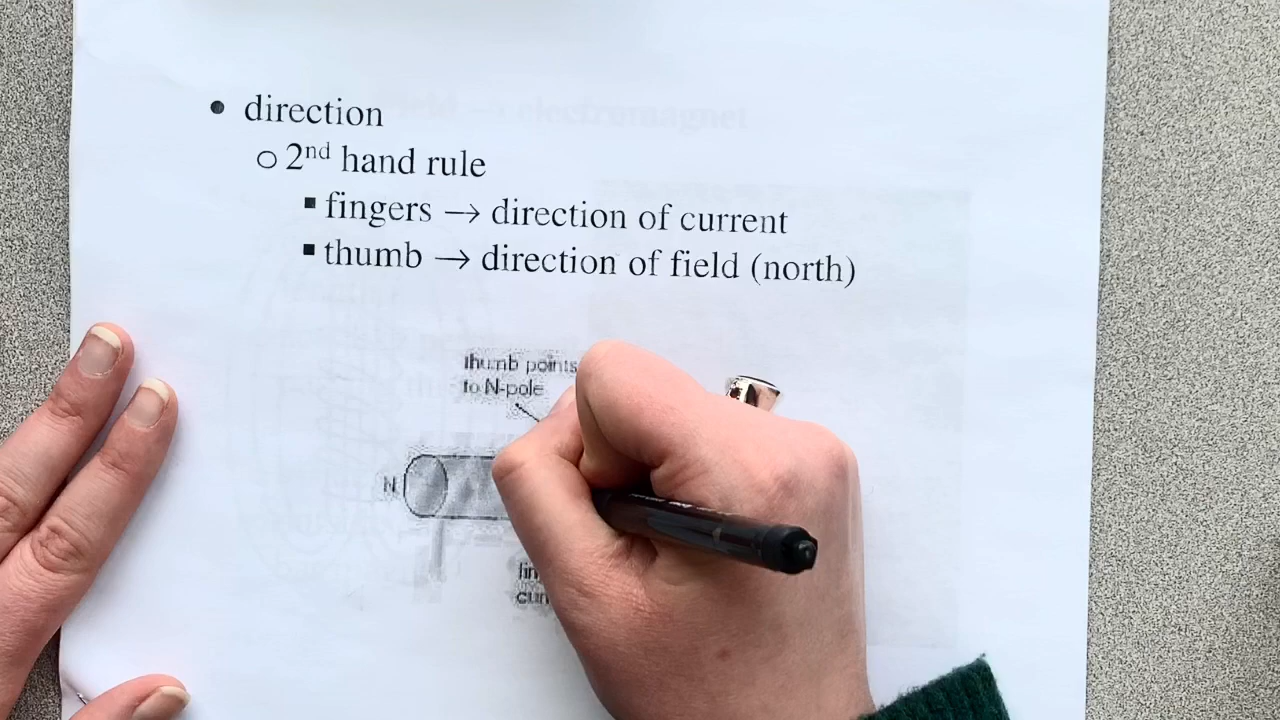 direction
2nd hand rule
fingers → direction of current
thumb → direction of field (north)
thumb points
to N-pole
N